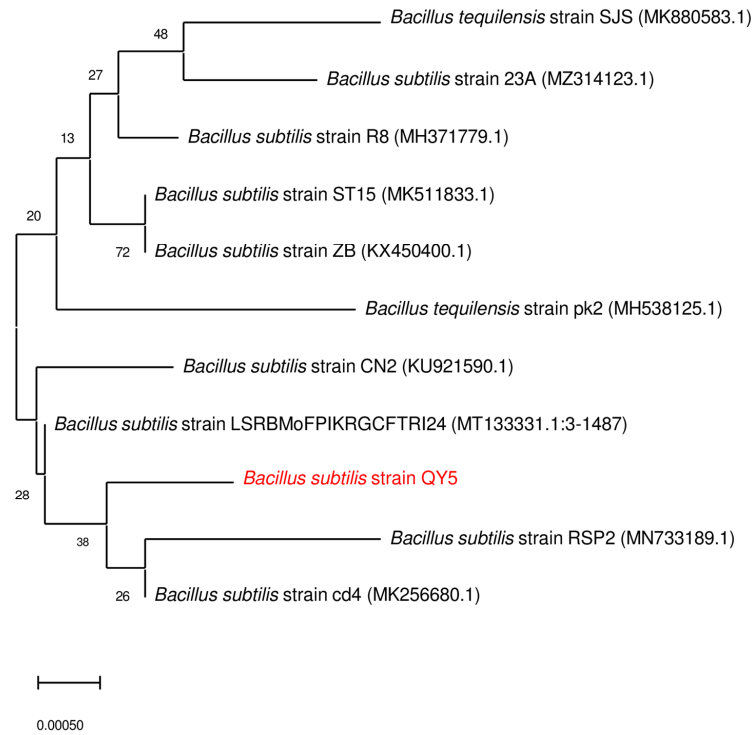 Bacillus tequilensis strain SJS (MK880583.1)
48
Bacillus subtilis strain 23A (MZ314123.1)
27
Bacillus subtilis strain R8 (MH371779.1)
13
Bacillus subtilis strain ST15 (MK511833.1)
20
72
Bacillus subtilis strain ZB (KX450400.1)
Bacillus tequilensis strain pk2 (MH538125.1)
Bacillus subtilis strain CN2 (KU921590.1)
Bacillus subtilis strain LSRBMoFPIKRGCFTRI24 (MT133331.1:3-1487)
Bacillus subtilis strain QY5
28
Bacillus subtilis strain RSP2 (MN733189.1)
38
26
Bacillus subtilis strain cd4 (MK256680.1)
0.00050